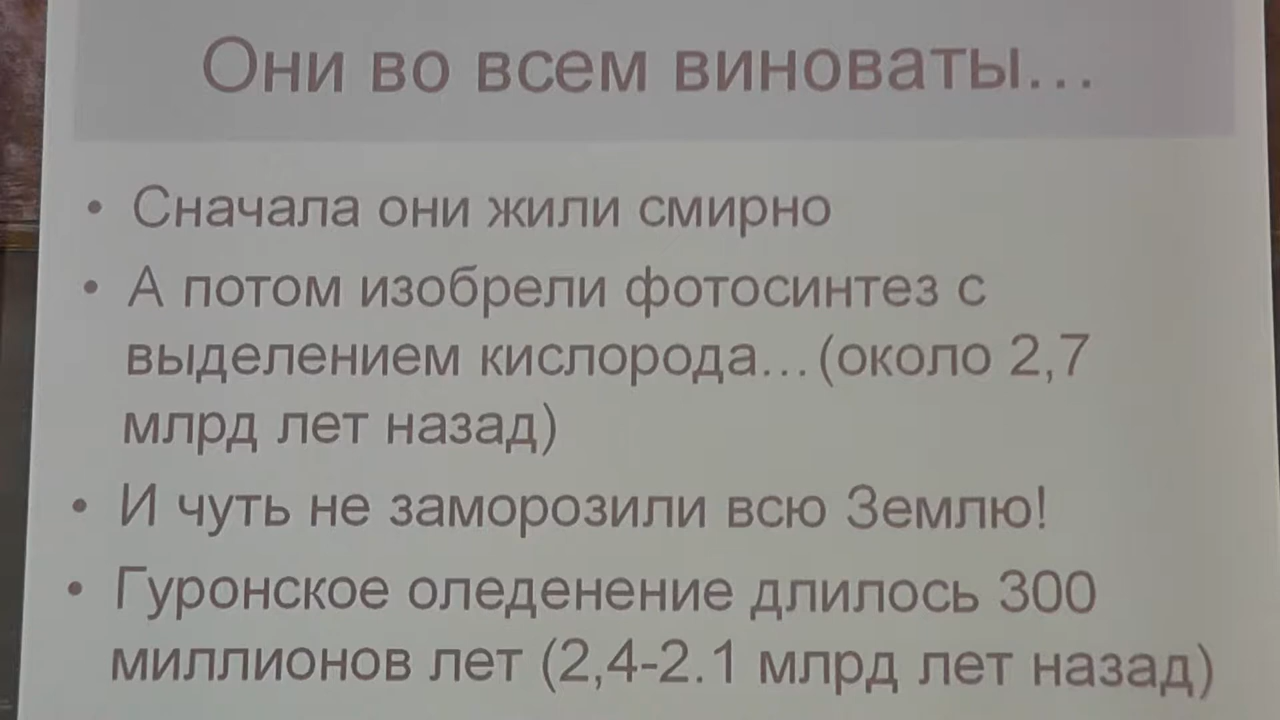 Они во всем виноваты...
• Сначала они жили смирно
• А потом изобрели фотосинтез с
выделением кислорода... (около 2,7
млрд лет назад)
• И чуть не заморозили всю Землю!
• Гуронское оледенение длилось 300
миллионов лет (2,4-2.1 млрд лет назад)